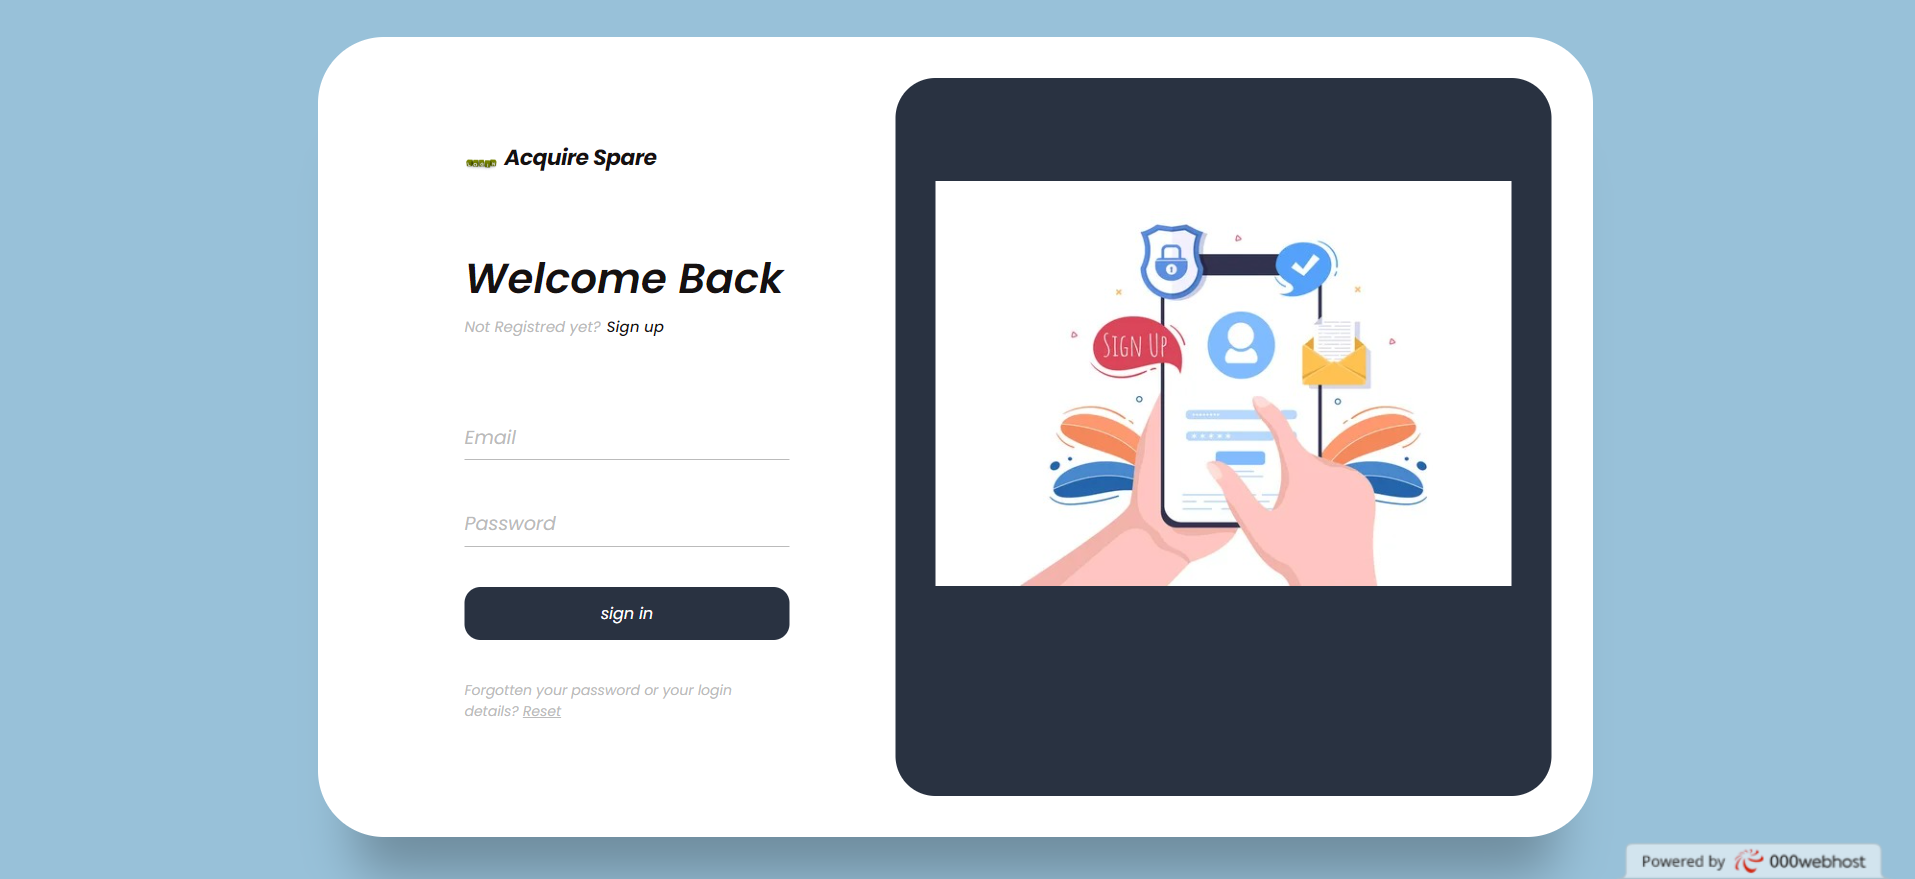 Acquire Spare
Welcome Back
Not Registred yet? Sign up
Email
Password
sign in
Forgotten your password or your login
details? Reset
SIGN UP
Powered by 000webhost